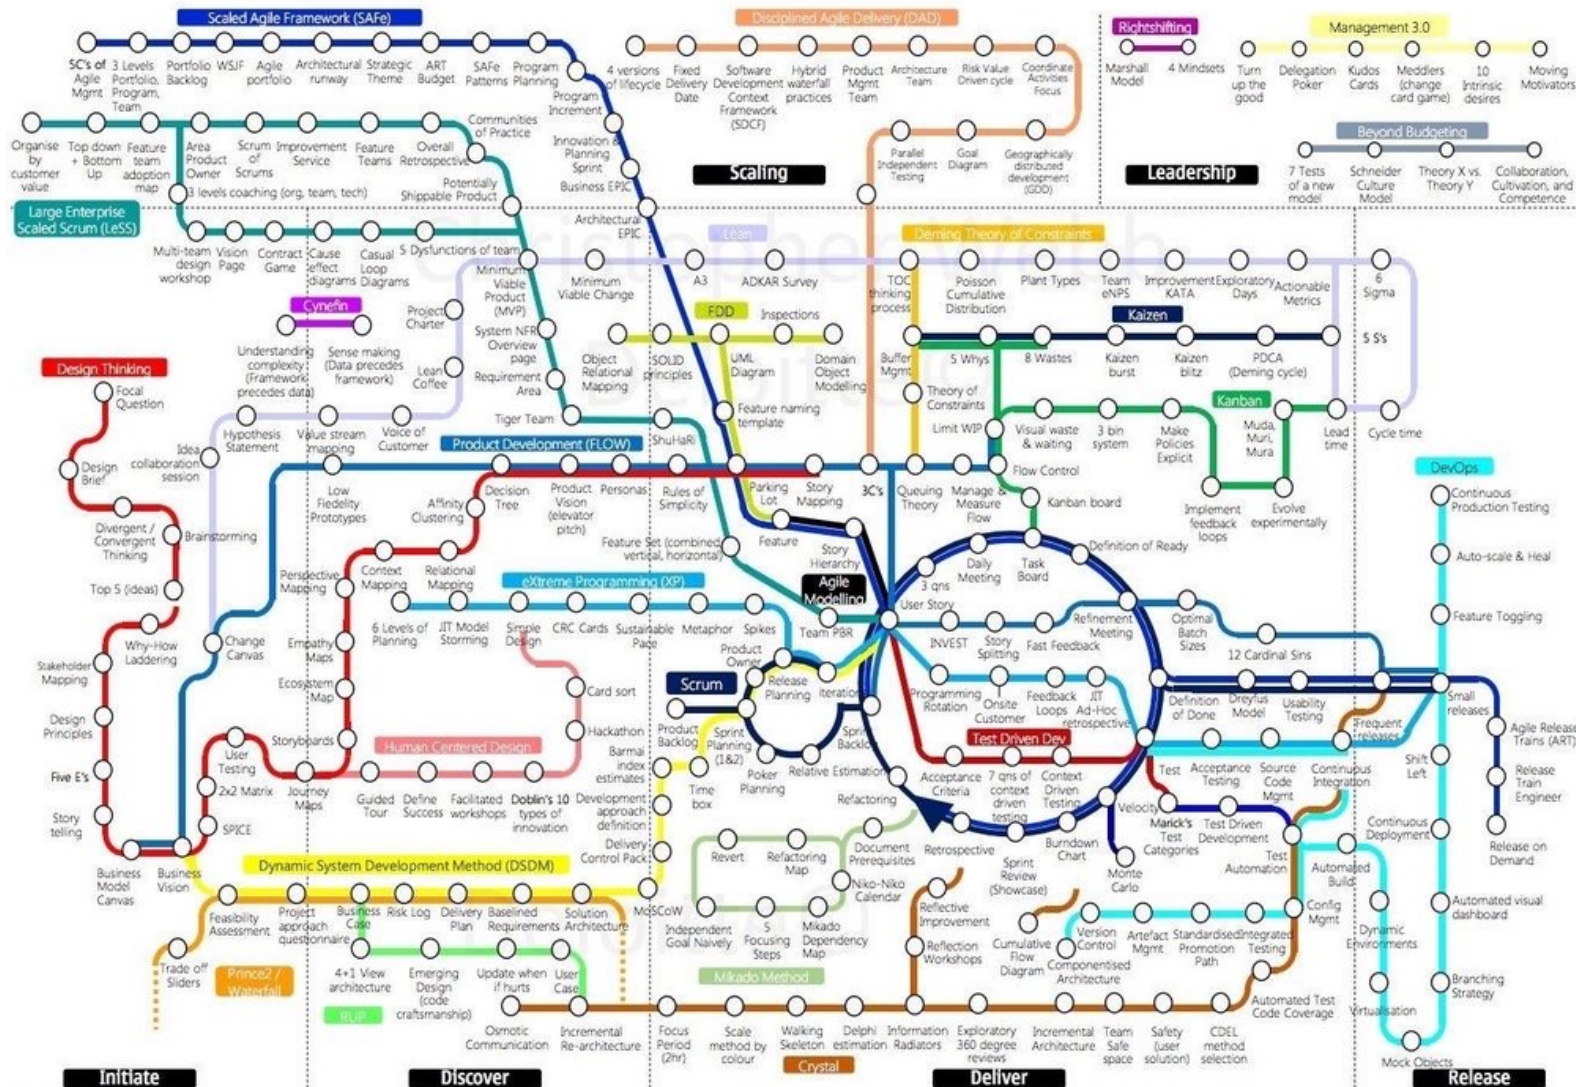 Scaled Agile Framework (SAFe)
5C's of
Agile
Mgmt
3 Levels
Portfolio,
Program,
Team
Portfolio
Backlog
WSJF
Agile
portfolio
Architectural
runway
Strategic
Theme
ART
Budget
SAFe
Patterns
Program
Planning
Program
Increment
Innovation &
Planning
Sprint
Business EPIC
Architectural
EPIC
Disciplined Agile Delivery (DAD)
4 versions
of lifecycle
Fixed
Delivery
Date
Software
Development
Context
Framework
(SDCF)
Hybrid
waterfall
practices
Product
Mgmt
Team
Architecture
Team
Risk Value
Driven cycle
Coordinate
Activities
Focus
Parallel
Independent
Testing
Goal
Diagram
Geographically
distributed
development
(GDD)
Scaling
Rightshifting
Marshall
Model
4 Mindsets
Management 3.0
Turn
up the
good
Delegation
Poker
Kudos
Cards
Meddlers
(change
card game)
10
Intrinsic
desires
Moving
Motivators
Beyond Budgeting
7 Tests
of a new
model
Schneider
Culture
Model
Theory X vs.
Theory Y
Collaboration,
Cultivation, and
Competence
Leadership
Organise
by
customer
value
Top down
+ Bottom
Up
Feature
team
adoption
map
Area
Product
Owner
Scrum
of
Scrums
Improvement
Service
Feature
Teams
Overall
Retrospective
Communities
of Practice
Potentially
Shippable Product
3 levels coaching (org, team, tech)
Large Enterprise
Scaled Scrum (LeSS)
Multi-team
design
workshop
Vision
Page
Contract
Game
Cause
effect
diagrams
Casual
Loop
Diagrams
5 Dysfunctions of team
Minimum
Viable
Product
(MVP)
System NFR
Overview
page
Requirement
Area
Tiger Team
ShuHaRi
Lean
Minimum
Viable Change
A3
ADKAR Survey
Deming Theory of Constraints
TOC
thinking
process
Poisson
Cumulative
Distribution
Plant Types
Team
eNPS
Improvement
KATA
Exploratory
Days
Actionable
Metrics
6
Sigma
Cynefin
Understanding
complexity
(Framework
precedes data)
Sense making
(Data precedes
framework)
Project
Charter
Lean
Coffee
FDD
Inspections
Object
Relational
Mapping
SOLID
principles
UML
Diagram
Domain
Object
Modelling
Feature naming
template
Kaizen
Buffer
Mgmt
5 Whys
8 Wastes
Kaizen
burst
Kaizen
blitz
PDCA
(Deming cycle)
5 S's
Theory of
Constraints
Limit WIP
Kanban
Visual waste
& waiting
3 bin
system
Make
Policies
Explicit
Muda,
Muri,
Mura
Lead
time
Cycle time
Implement
feedback
loops
Evolve
experimentally
Design Thinking
Focal
Question
Design
Brief
Divergent /
Convergent
Thinking
Brainstorming
Top 5 (ideas)
Why-How
Laddering
Stakeholder
Mapping
Design
Principles
Five E's
Story
telling
Business
Model
Canvas
Business
Vision
SPICE
2x2 Matrix
User
Testing
Journey
Maps
Storyboards
Ecosystem
Map
Empathy
Maps
Perspective
Mapping
Context
Mapping
Relational
Mapping
Affinity
Clustering
Idea
collaboration
session
Hypothesis
Statement
Value stream
mapping
Voice of
Customer
Change
Canvas
Product Development (FLOW)
Low
Fiedelity
Prototypes
Decision
Tree
Product
Vision
(elevator
pitch)
Personas
Rules of
Simplicity
Parking
Lot
Story
Mapping
3C's
Queuing
Theory
Manage &
Measure
Flow
Flow Control
Kanban board
Feature Set (combined,
vertical, horizontal)
Feature
Story
Hierarchy
Agile
Modelling
Team PBR
User Story
3 qns
Daily
Meeting
Task
Board
Definition of Ready
eXtreme Programming (XP)
6 Levels of
Planning
JIT Model
Storming
Simple
Design
CRC Cards
Sustainable
Pace
Metaphor
Spikes
INVEST
Story
Splitting
Fast Feedback
Refinement
Meeting
Optimal
Batch
Sizes
12 Cardinal Sins
Product
Owner
Release
Planning
Iteration
Scrum
Product
Backlog
Sprint
Planning
(1&2)
Poker
Planning
Relative Estimation
Sprint
Backlog
Programming
Rotation
Onsite
Customer
Feedback
Loops
JIT
Ad-Hoc
retrospective
Definition
of Done
Dreyfus
Model
Usability
Testing
Frequent
releases
Small
releases
Card sort
Hackathon
Human Centered Design
Guided
Tour
Define
Success
Facilitated
workshops
Doblin's 10
types of
innovation
Barmai
index
estimates
Time
box
Development
approach
definition
Delivery
Control Pack
MoSCoW
Test Driven Dev
Acceptance
Criteria
7 qns of
context
driven
testing
Context
Driven
Testing
Test
Acceptance
Testing
Source
Code
Mgmt
Continuous
Integration
Refactoring
Velocity
Marick's
Test
Categories
Test Driven
Development
Test
Automation
Automated
Build
Retrospective
Sprint
Review
(Showcase)
Burndown
Chart
Monte
Carlo
Revert
Refactoring
Map
Document
Prerequisites
Niko-Niko
Calendar
Independent
Goal Naively
5
Focusing
Steps
Mikado
Dependency
Map
Mikado Method
DevOps
Continuous
Production Testing
Auto-scale & Heal
Feature Toggling
Agile Release
Trains (ART)
Release
Train
Engineer
Release on
Demand
Shift
Left
Continuous
Deployment
Automated visual
dashboard
Branching
Strategy
Mock Objects
Virtualisation
Dynamic
Environments
Dynamic System Development Method (DSDM)
Feasibility
Assessment
Project
approach
questionnaire
Business
Case
Risk Log
Delivery
Plan
Baselined
Requirements
Solution
Architecture
Trade off
Sliders
Prince2 /
Waterfall
4+1 View
architecture
Emerging
Design
(code
craftsmanship)
Update when
if hurts
User
Case
RUP
Reflective
Improvement
Reflection
Workshops
Cumulative
Flow
Diagram
Version
Control
Componentised
Architecture
Artefact
Mgmt
Standardised
Promotion
Path
Integrated
Testing
Config
Mgmt
Automated Test
Code Coverage
Osmotic
Communication
Incremental
Re-architecture
Focus
Period
(2hr)
Scale
method by
colour
Walking
Skeleton
Delphi
estimation
Information
Radiators
Exploratory
360 degree
reviews
Incremental
Architecture
Team
Safe
space
Safety
(user
solution)
CDEL
method
selection
Crystal
Initiate
Discover
Deliver
Release